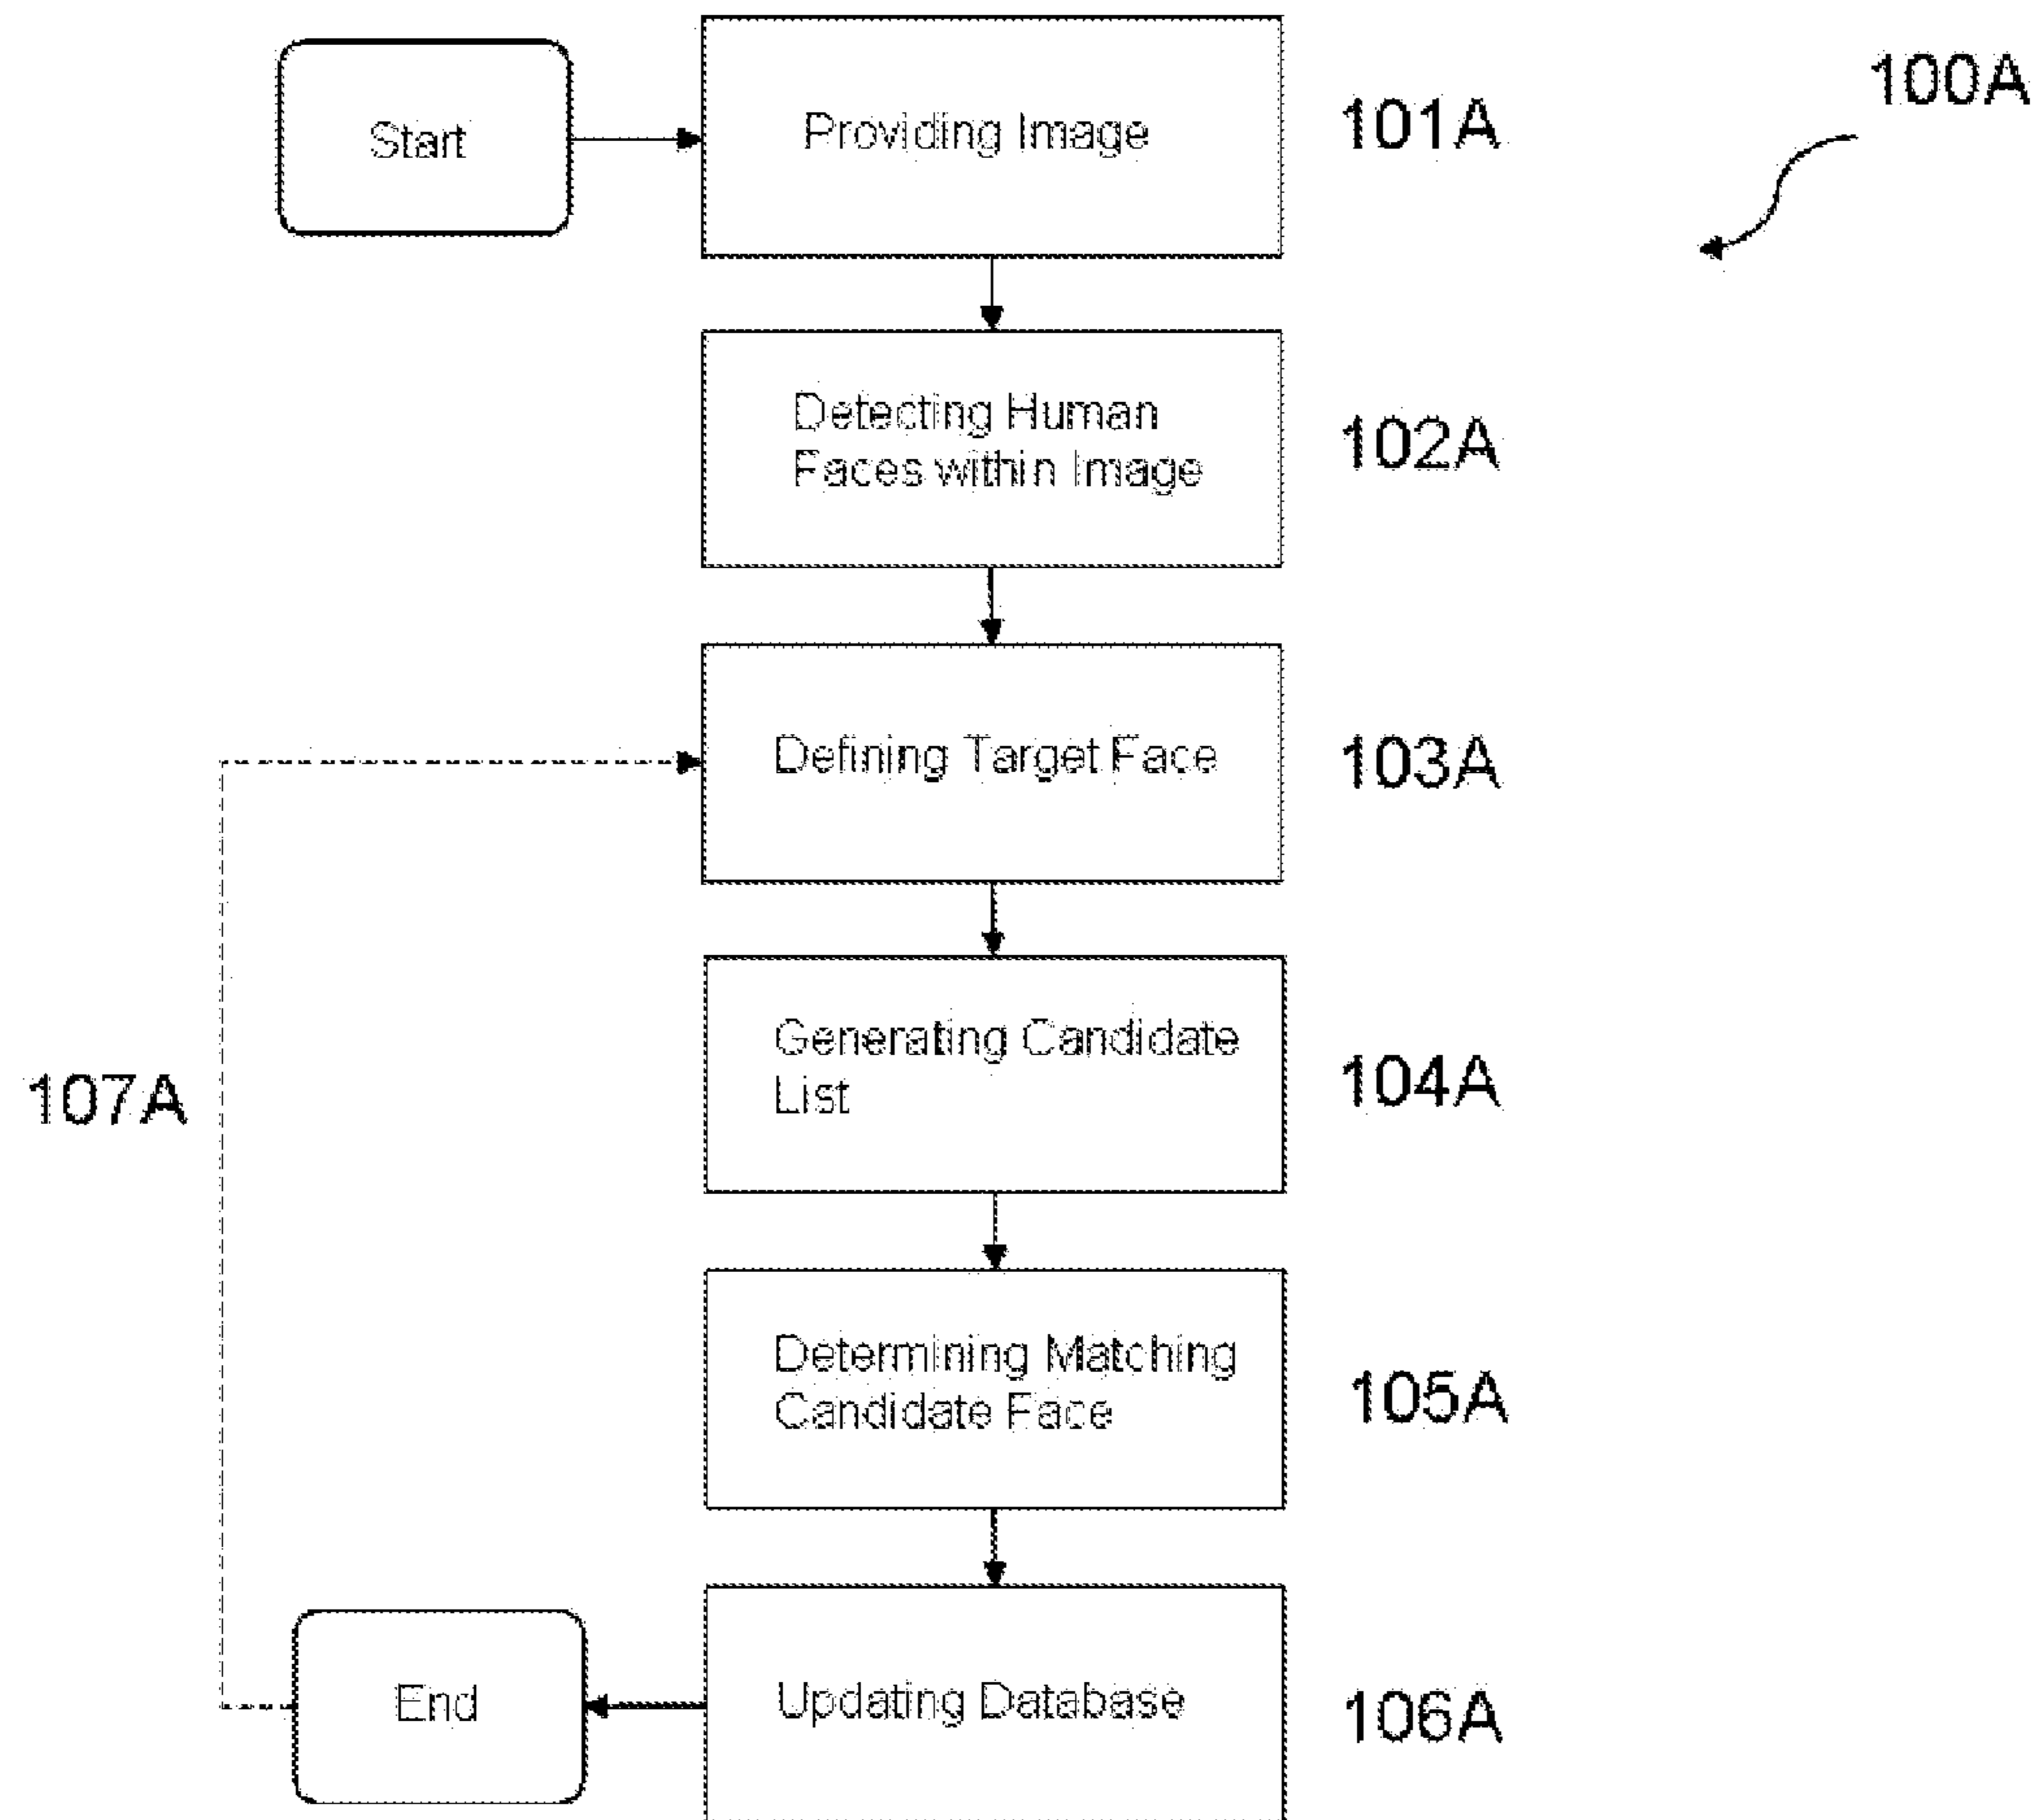 100A
Start
Providing Image
101A
Detecting Human
Faces within Image
102A
Defining Target Face
103A
Generating Candidate
List
104A
107A
Determining Matching
Candidate Face
105A
End
Updating Database
106A